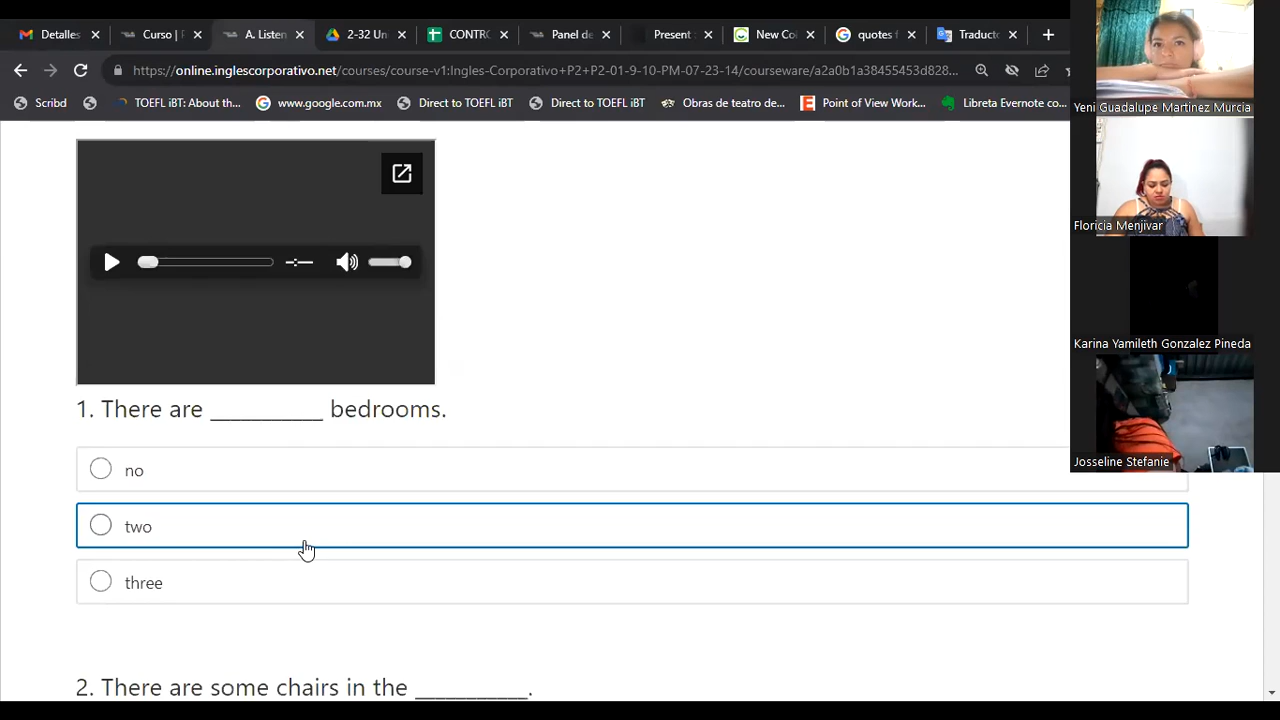 Detalles
Curso | F
A. Listen
2-32 Un
CONTRO
Panel de
Present
New Col
quotes f
Traducto
https://online.inglescorporativo.net/courses/course-v1:Ingles-Corporativo+P2+P2-01-9-10-PM-07-23-14/courseware/a2a0b1a38455453d828...
Scribd
TOEFL iBT: About th...
www.google.com.mx
Direct to TOEFL iBT
Direct to TOEFL iBT
Obras de teatro de...
Point of View Work...
Libreta Evernote co...
Yeni Guadalupe Martinez Murcia
Floricia Menjivar
Karina Yamileth Gonzalez Pineda
Josseline Stefanie
-:-
1. There are __________ bedrooms.
no
two
three
2. There are some chairs in the __________.